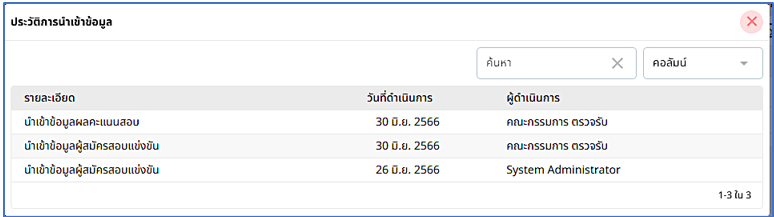 ประวัติการนำเข้าข้อมูล
ค้นหา คอลัมน์
รายละเอียด วันที่ดำเนินการ ผู้ดำเนินการ
นำเข้าข้อมูลผลคะแนนสอบ 30 มิ.ย. 2566 คณะกรรมการ ตรวจรับ
นำเข้าข้อมูลผู้สมัครสอบแข่งขัน 30 มิ.ย. 2566 คณะกรรมการ ตรวจรับ
นำเข้าข้อมูลผู้สมัครสอบแข่งขัน 26 มิ.ย. 2566 System Administrator
1-3 ใน 3